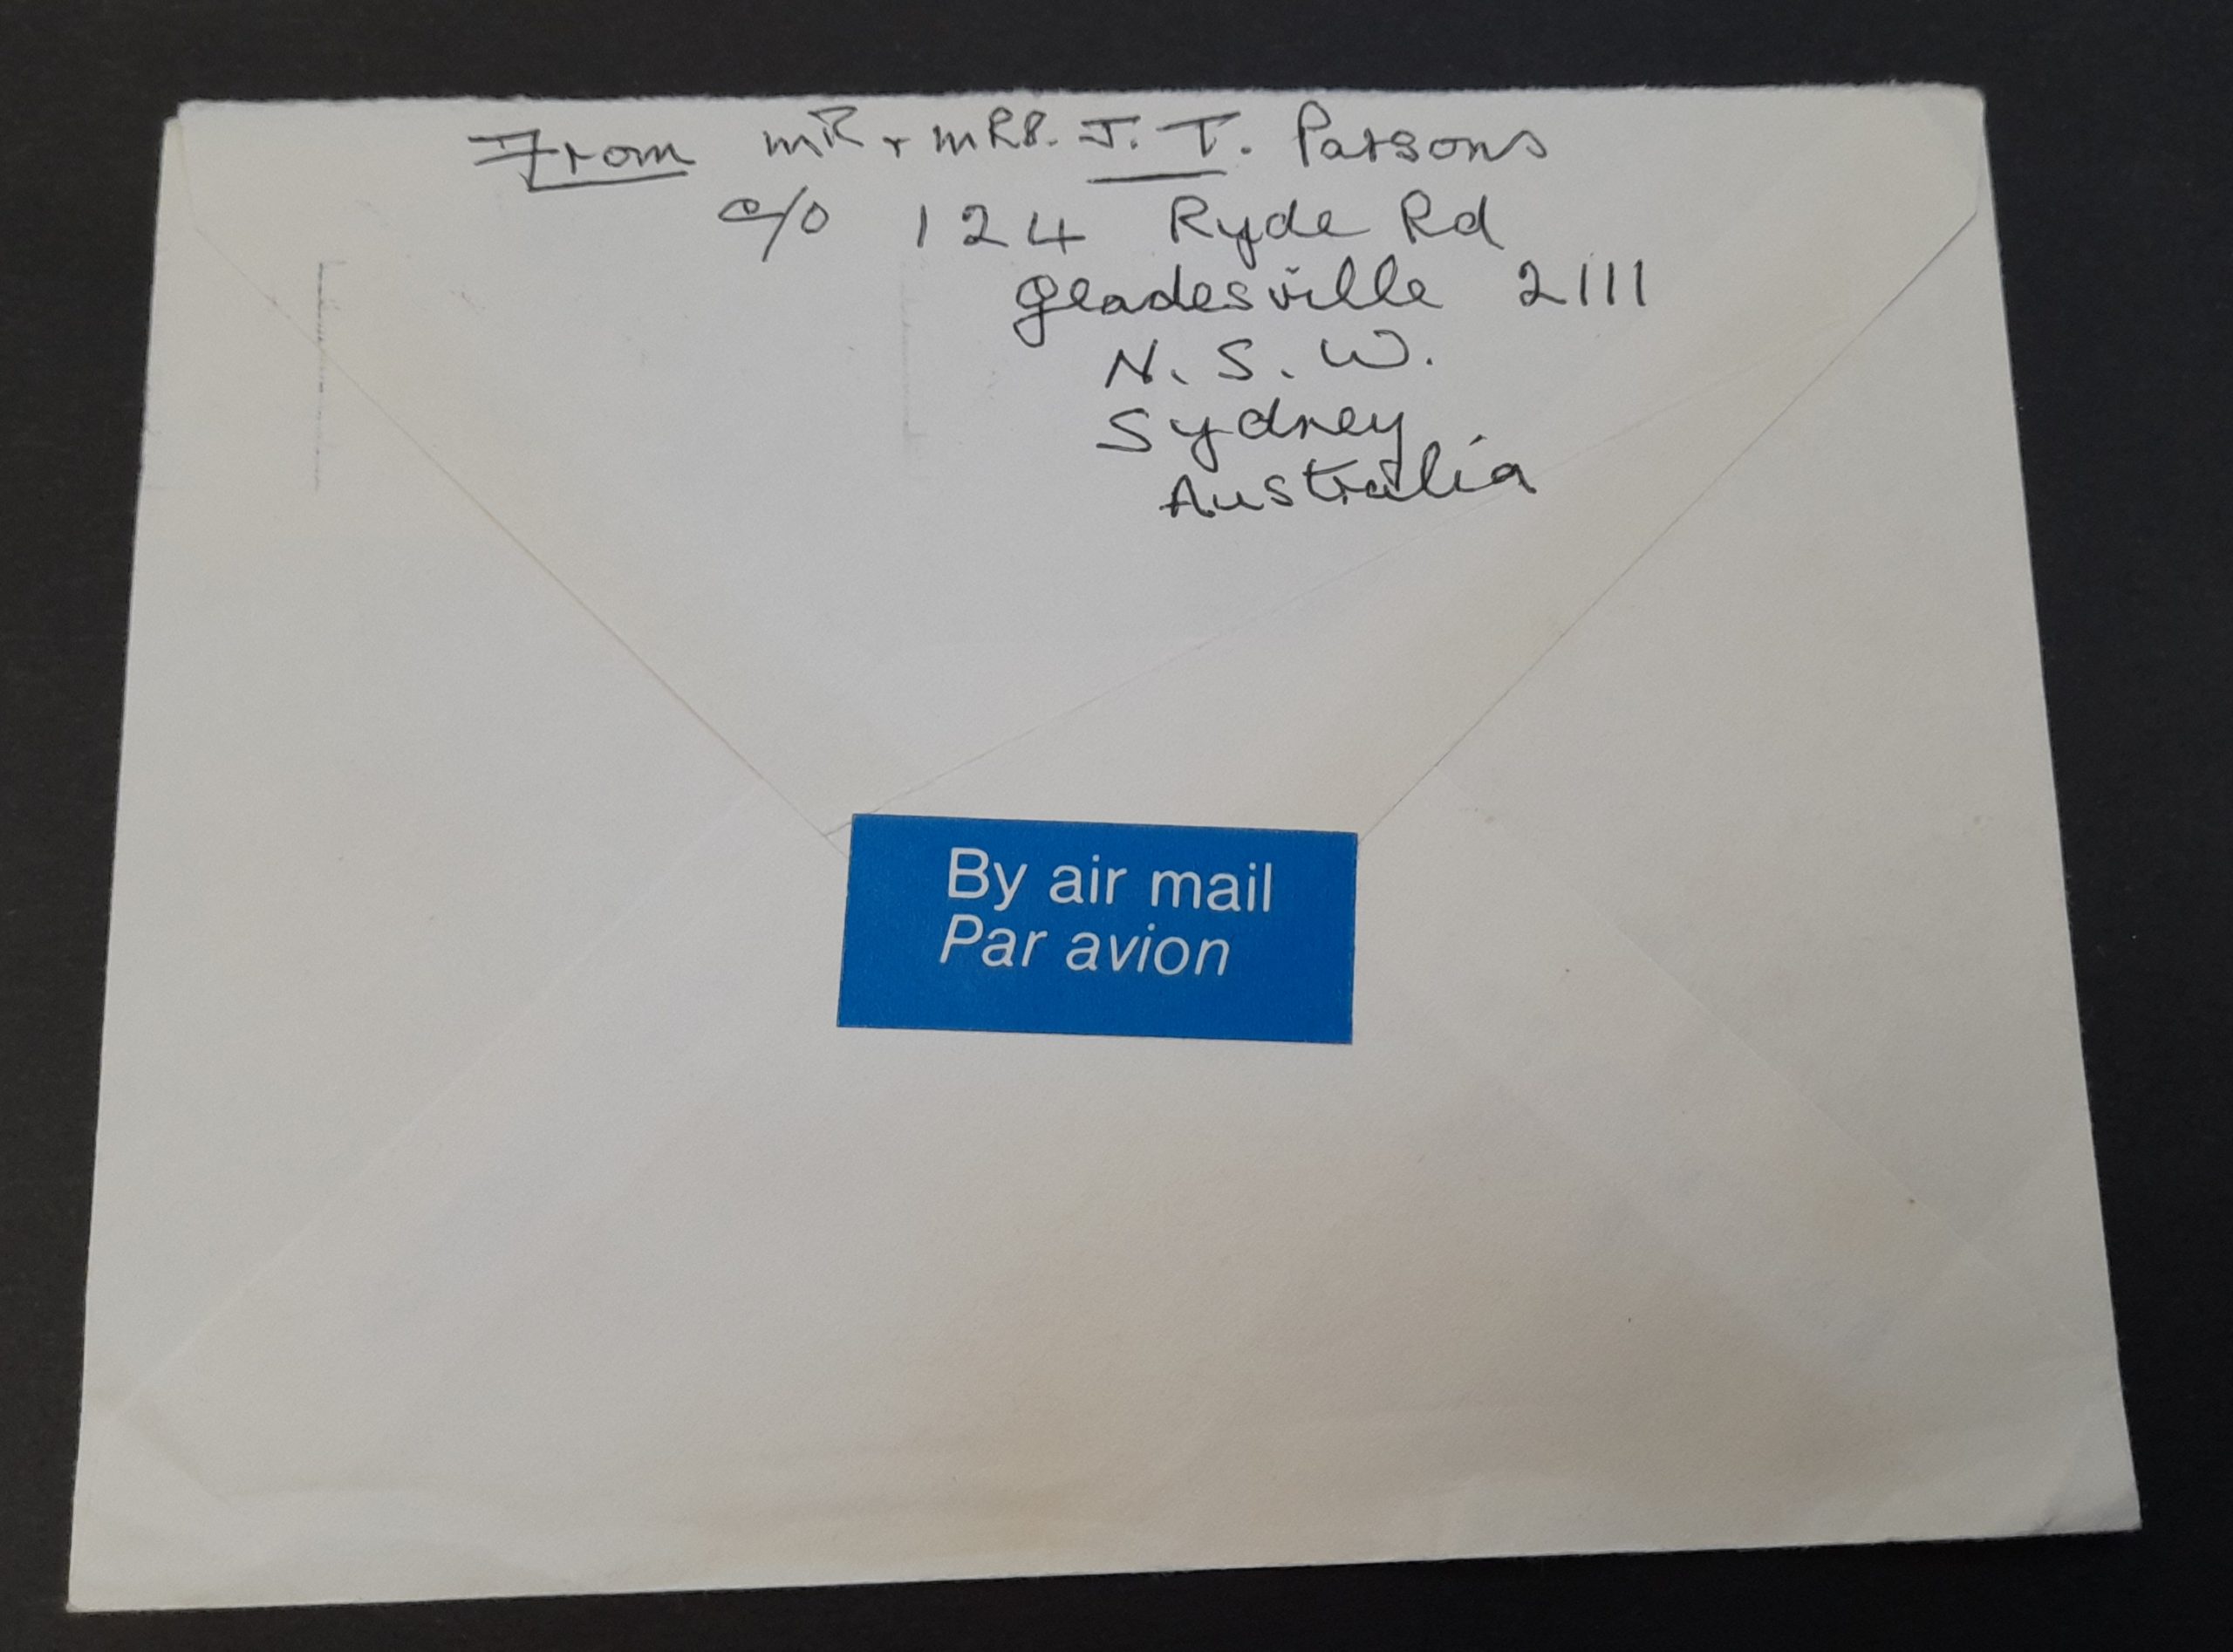 From mR + mRS. J. T. Parsons
c/o 124 Ryde Rd
gladesville 2111
N. S. W.
Sydney
Australia
By air mail
Par avion